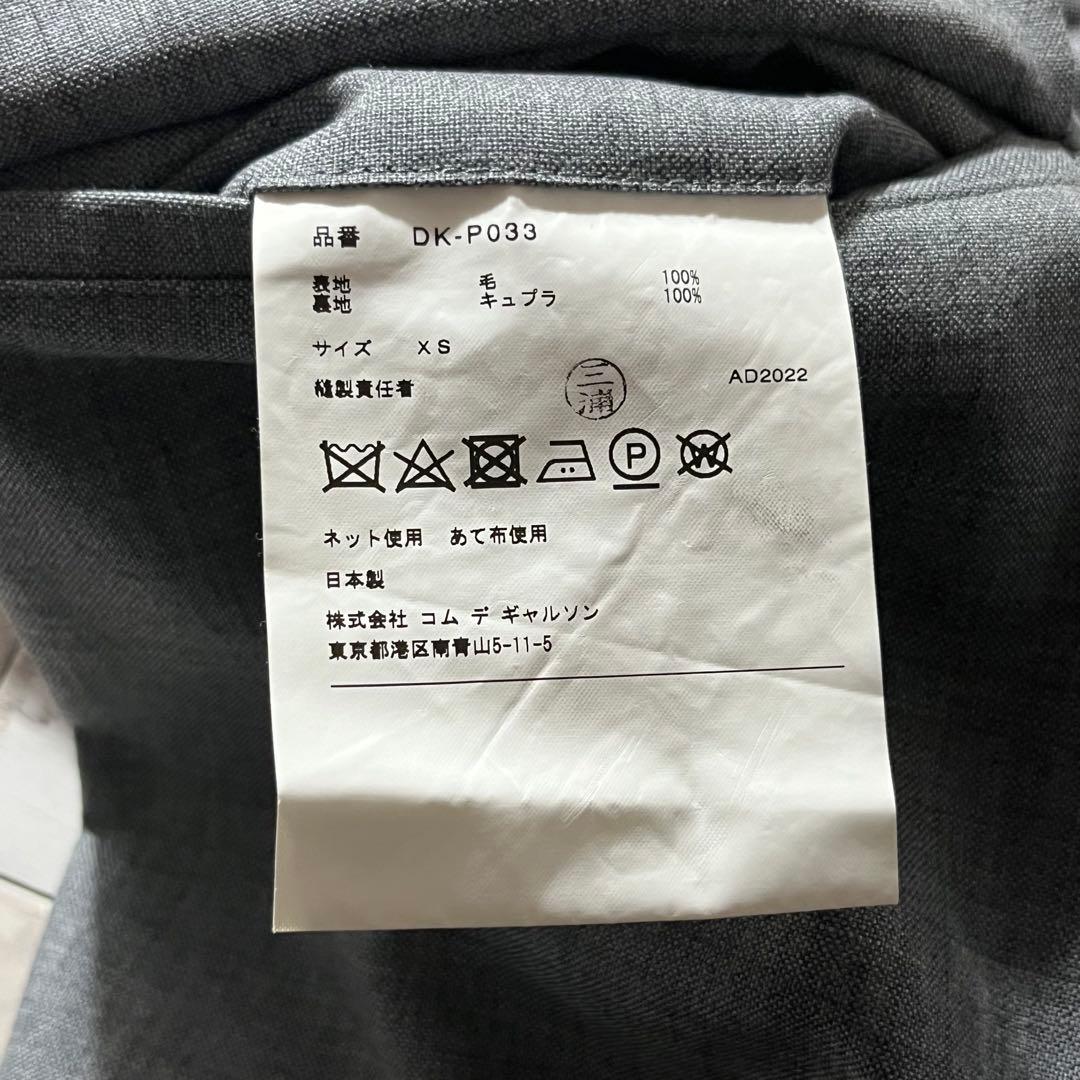 品番 DK-P033
表地 毛 100%
裏地 キュプラ 100%
サイズ XS
縫製責任者 三浦 AD2022
P W
ネット使用 あて布使用
日本製
株式会社 コム デ ギャルソン
東京都港区南青山5-11-5